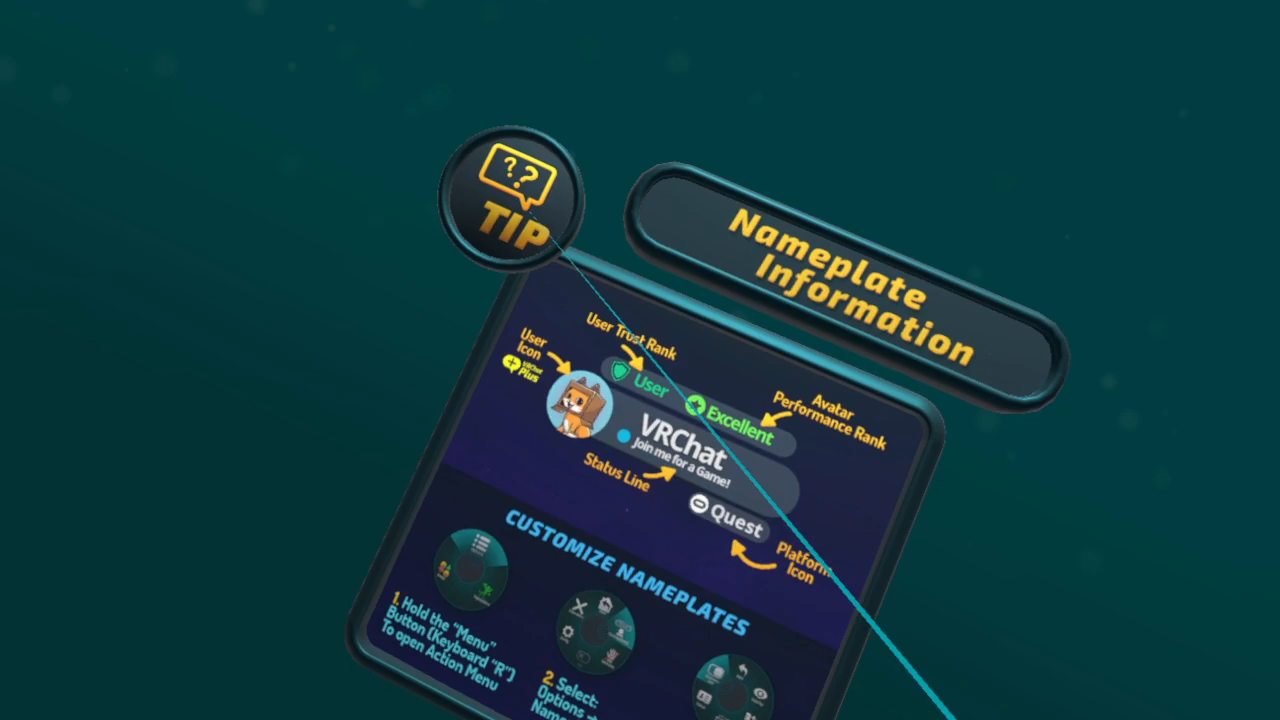 ??
TIP
Nameplate
Information
User Trust Rank
User
Icon
VRChat
Plus
User
Excellent
Avatar
Performance Rank
VRChat
Join me for a Game!
Status Line
Quest
Platform
Icon
CUSTOMIZE NAMEPLATES
1. Hold the “Menu”
Button (Keyboard “R”)
To open Action Menu
2. Select:
Options